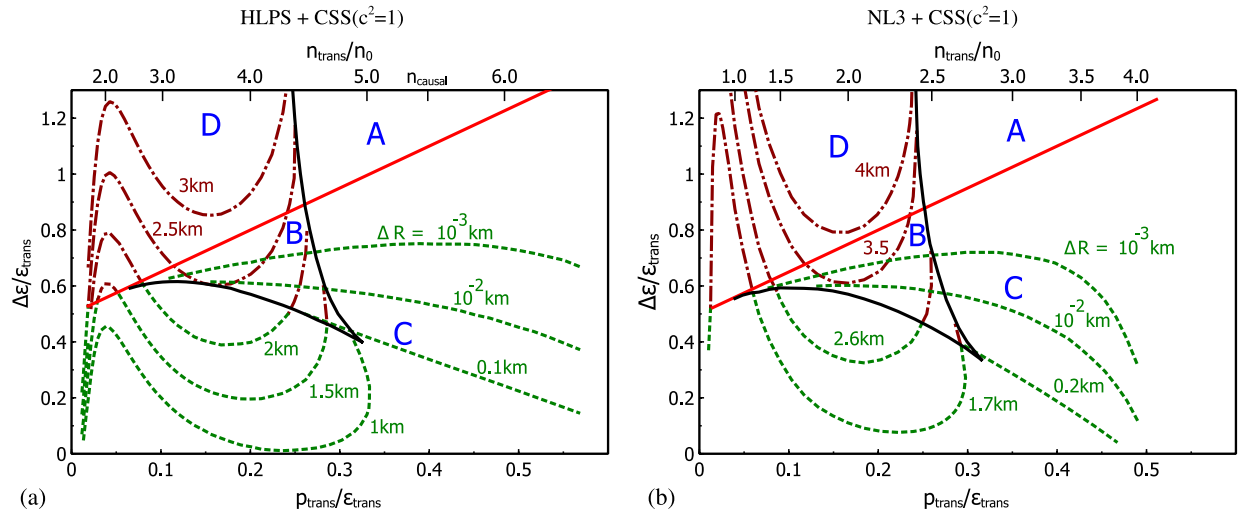 HLPS + CSS(c²=1)
n_trans/n_0
2.0 3.0 4.0 n_causal 5.0 6.0
Δε/ε_trans
1.2
1
0.8
0.6
0.4
0.2
0
D
A
B
C
3km
2.5km
2km
1.5km
1km
ΔR = 10⁻³km
10⁻²km
0.1km
0 0.1 0.2 0.3 0.4 0.5
(a)
p_trans/ε_trans
NL3 + CSS(c²=1)
n_trans/n_0
1.0 1.5 2.0 2.5 3.0 3.5 4.0
Δε/ε_trans
1.2
1
0.8
0.6
0.4
0.2
0
D
A
B
C
4km
3.5
2.6km
1.7km
ΔR = 10⁻³km
10⁻²km
0.2km
0 0.1 0.2 0.3 0.4 0.5
(b)
p_trans/ε_trans